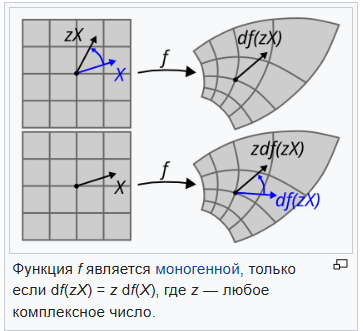 zX
X
f
df(zX)
X
f
zdf(zX)
df(zX)
Функция f является моногенной, только
если df(zX) = z df(X), где z — любое
комплексное число.